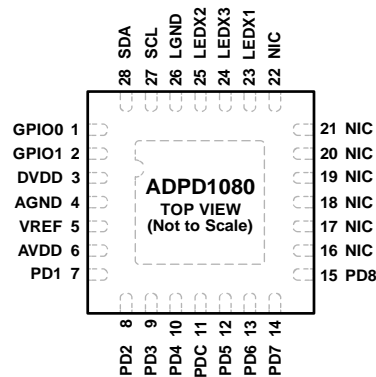 28 SDA
27 SCL
26 LGND
25 LEDX2
24 LEDX3
23 LEDX1
22 NIC
GPIO0 1
GPIO1 2
DVDD 3
AGND 4
VREF 5
AVDD 6
PD1 7
ADPD1080
TOP VIEW
(Not to Scale)
21 NIC
20 NIC
19 NIC
18 NIC
17 NIC
16 NIC
15 PD8
PD2 8
PD3 9
PD4 10
PDC 11
PD5 12
PD6 13
PD7 14